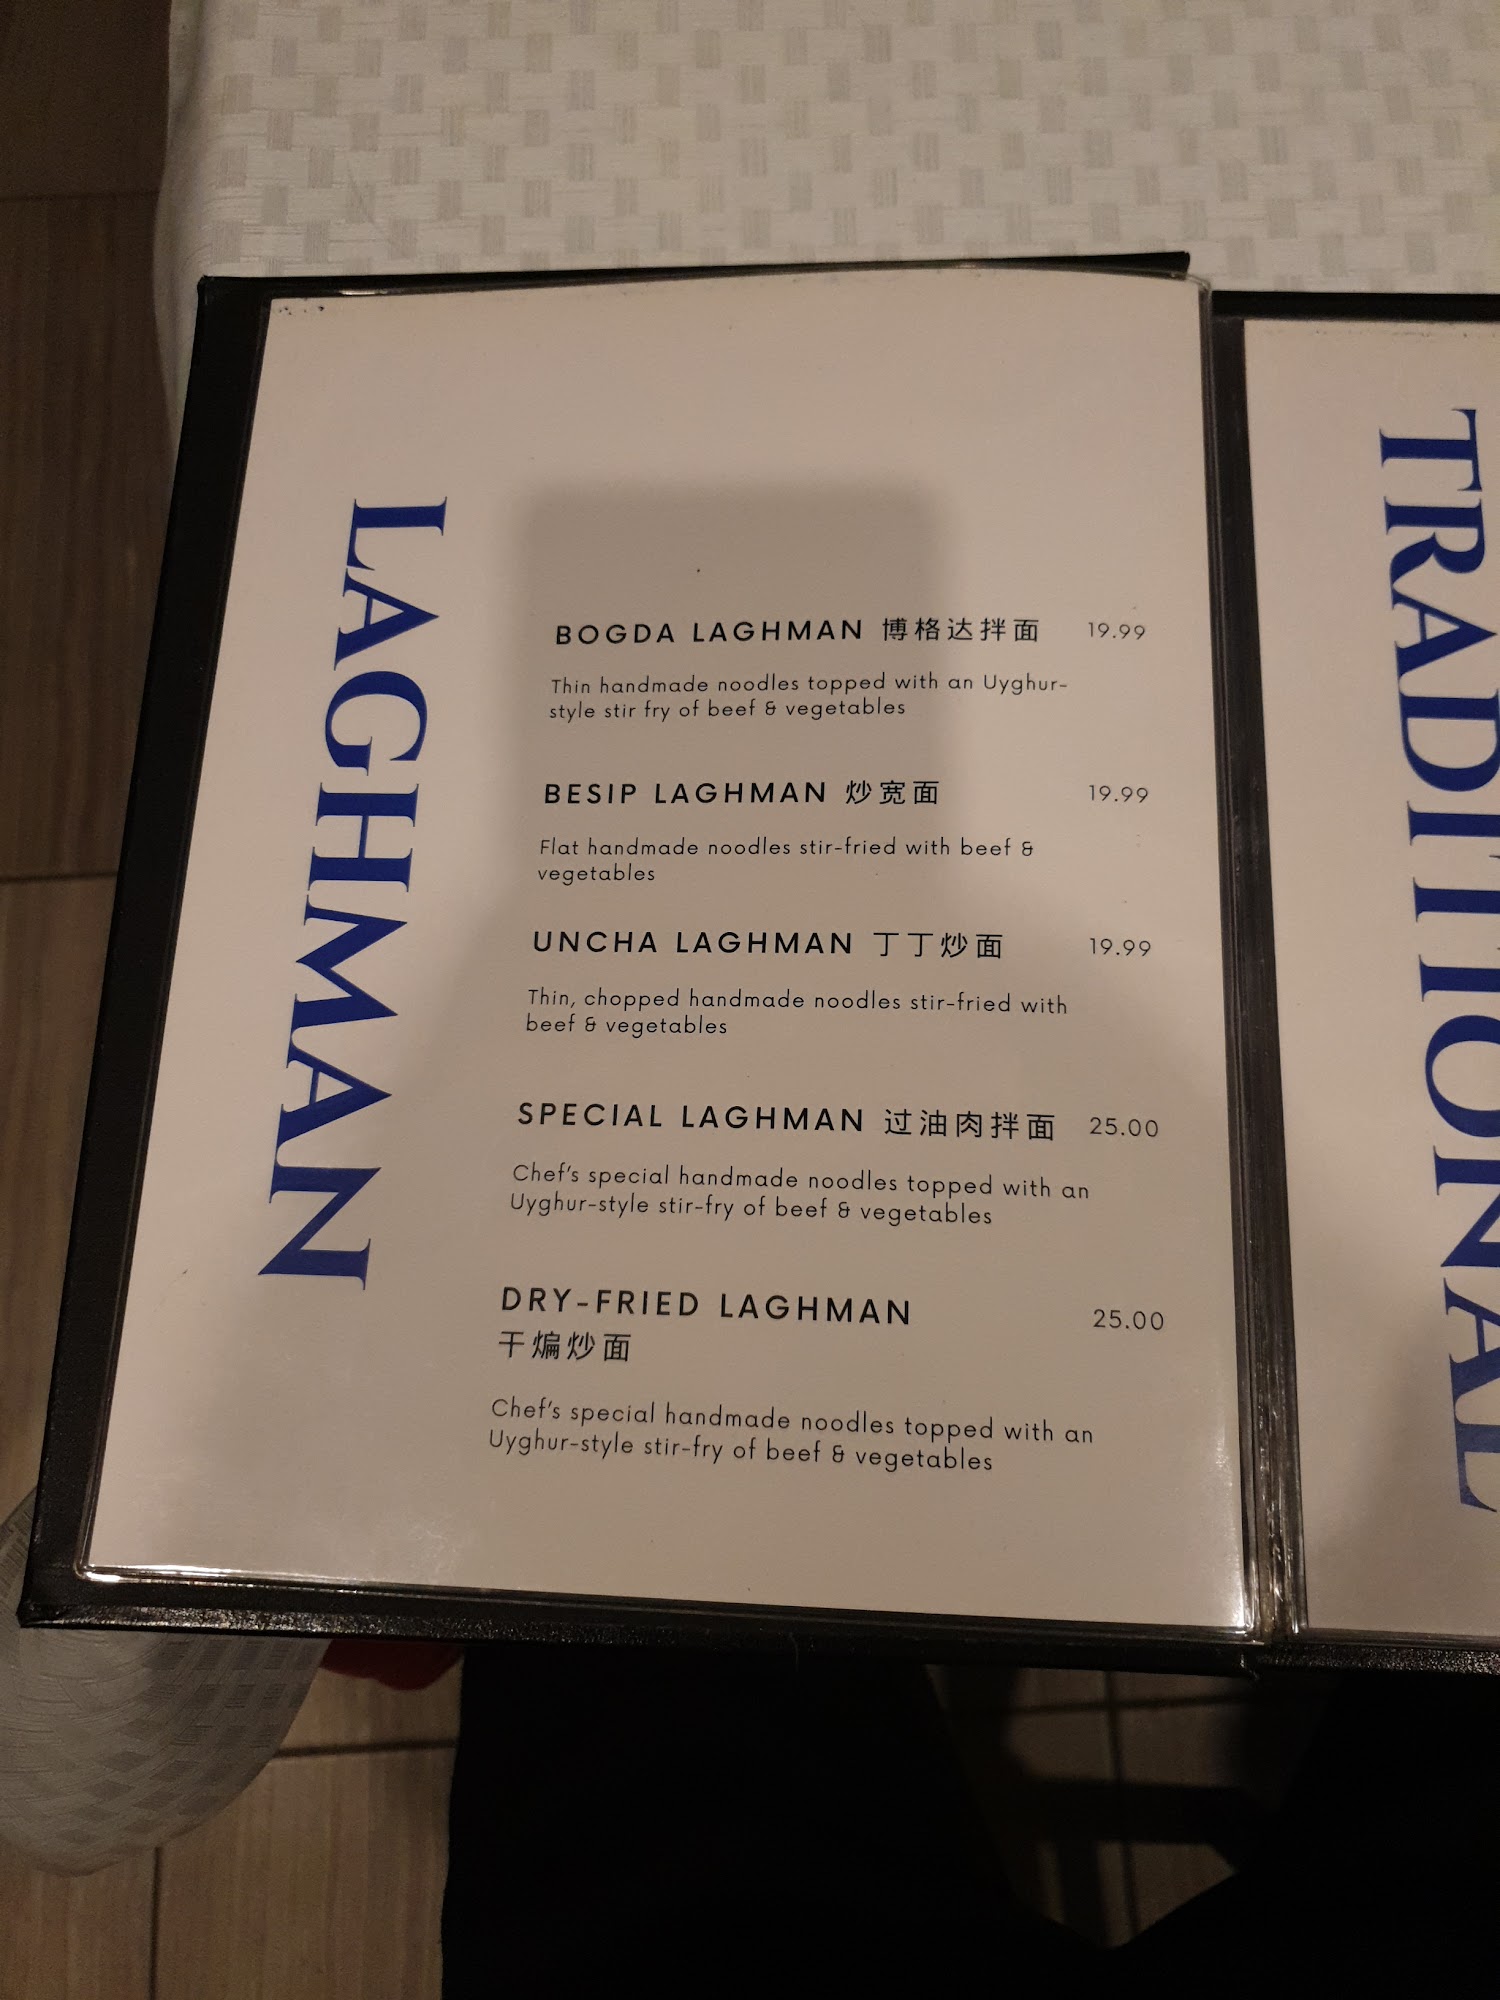 LAGHMAN
BOGDA LAGHMAN 博格达拌面 19.99
Thin handmade noodles topped with an Uyghur-
style stir fry of beef & vegetables
BESIP LAGHMAN 炒宽面 19.99
Flat handmade noodles stir-fried with beef &
vegetables
UNCHA LAGHMAN 丁丁炒面 19.99
Thin, chopped handmade noodles stir-fried with
beef & vegetables
SPECIAL LAGHMAN 过油肉拌面 25.00
Chef's special handmade noodles topped with an
Uyghur-style stir-fry of beef & vegetables
DRY-FRIED LAGHMAN 25.00
干煸炒面
Chef's special handmade noodles topped with an
Uyghur-style stir-fry of beef & vegetables
TRADITIONAL